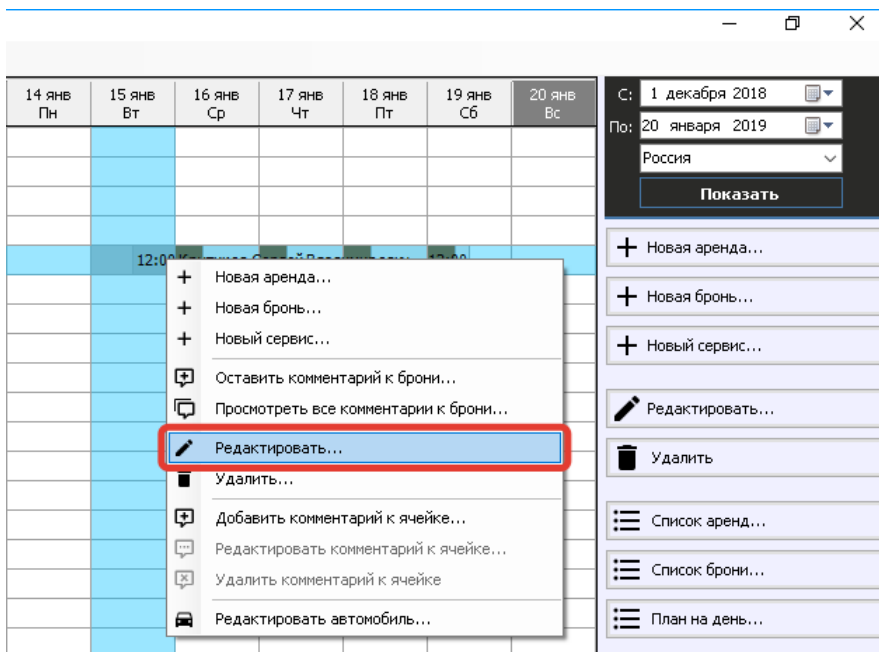 14 янв
Пн
15 янв
Вт
16 янв
Ср
17 янв
Чт
18 янв
Пт
19 янв
Сб
20 янв
Вс
С: 1 декабря 2018
По: 20 января 2019
Россия
Показать
Новая аренда...
Новая бронь...
Новый сервис...
Редактировать...
Удалить
Список аренд...
Список брони...
План на день...
Новая аренда...
Новая бронь...
Новый сервис...
Оставить комментарий к брони...
Просмотреть все комментарии к брони...
Редактировать...
Удалить...
Добавить комментарий к ячейке...
Редактировать комментарий к ячейке...
Удалить комментарий к ячейке
Редактировать автомобиль...